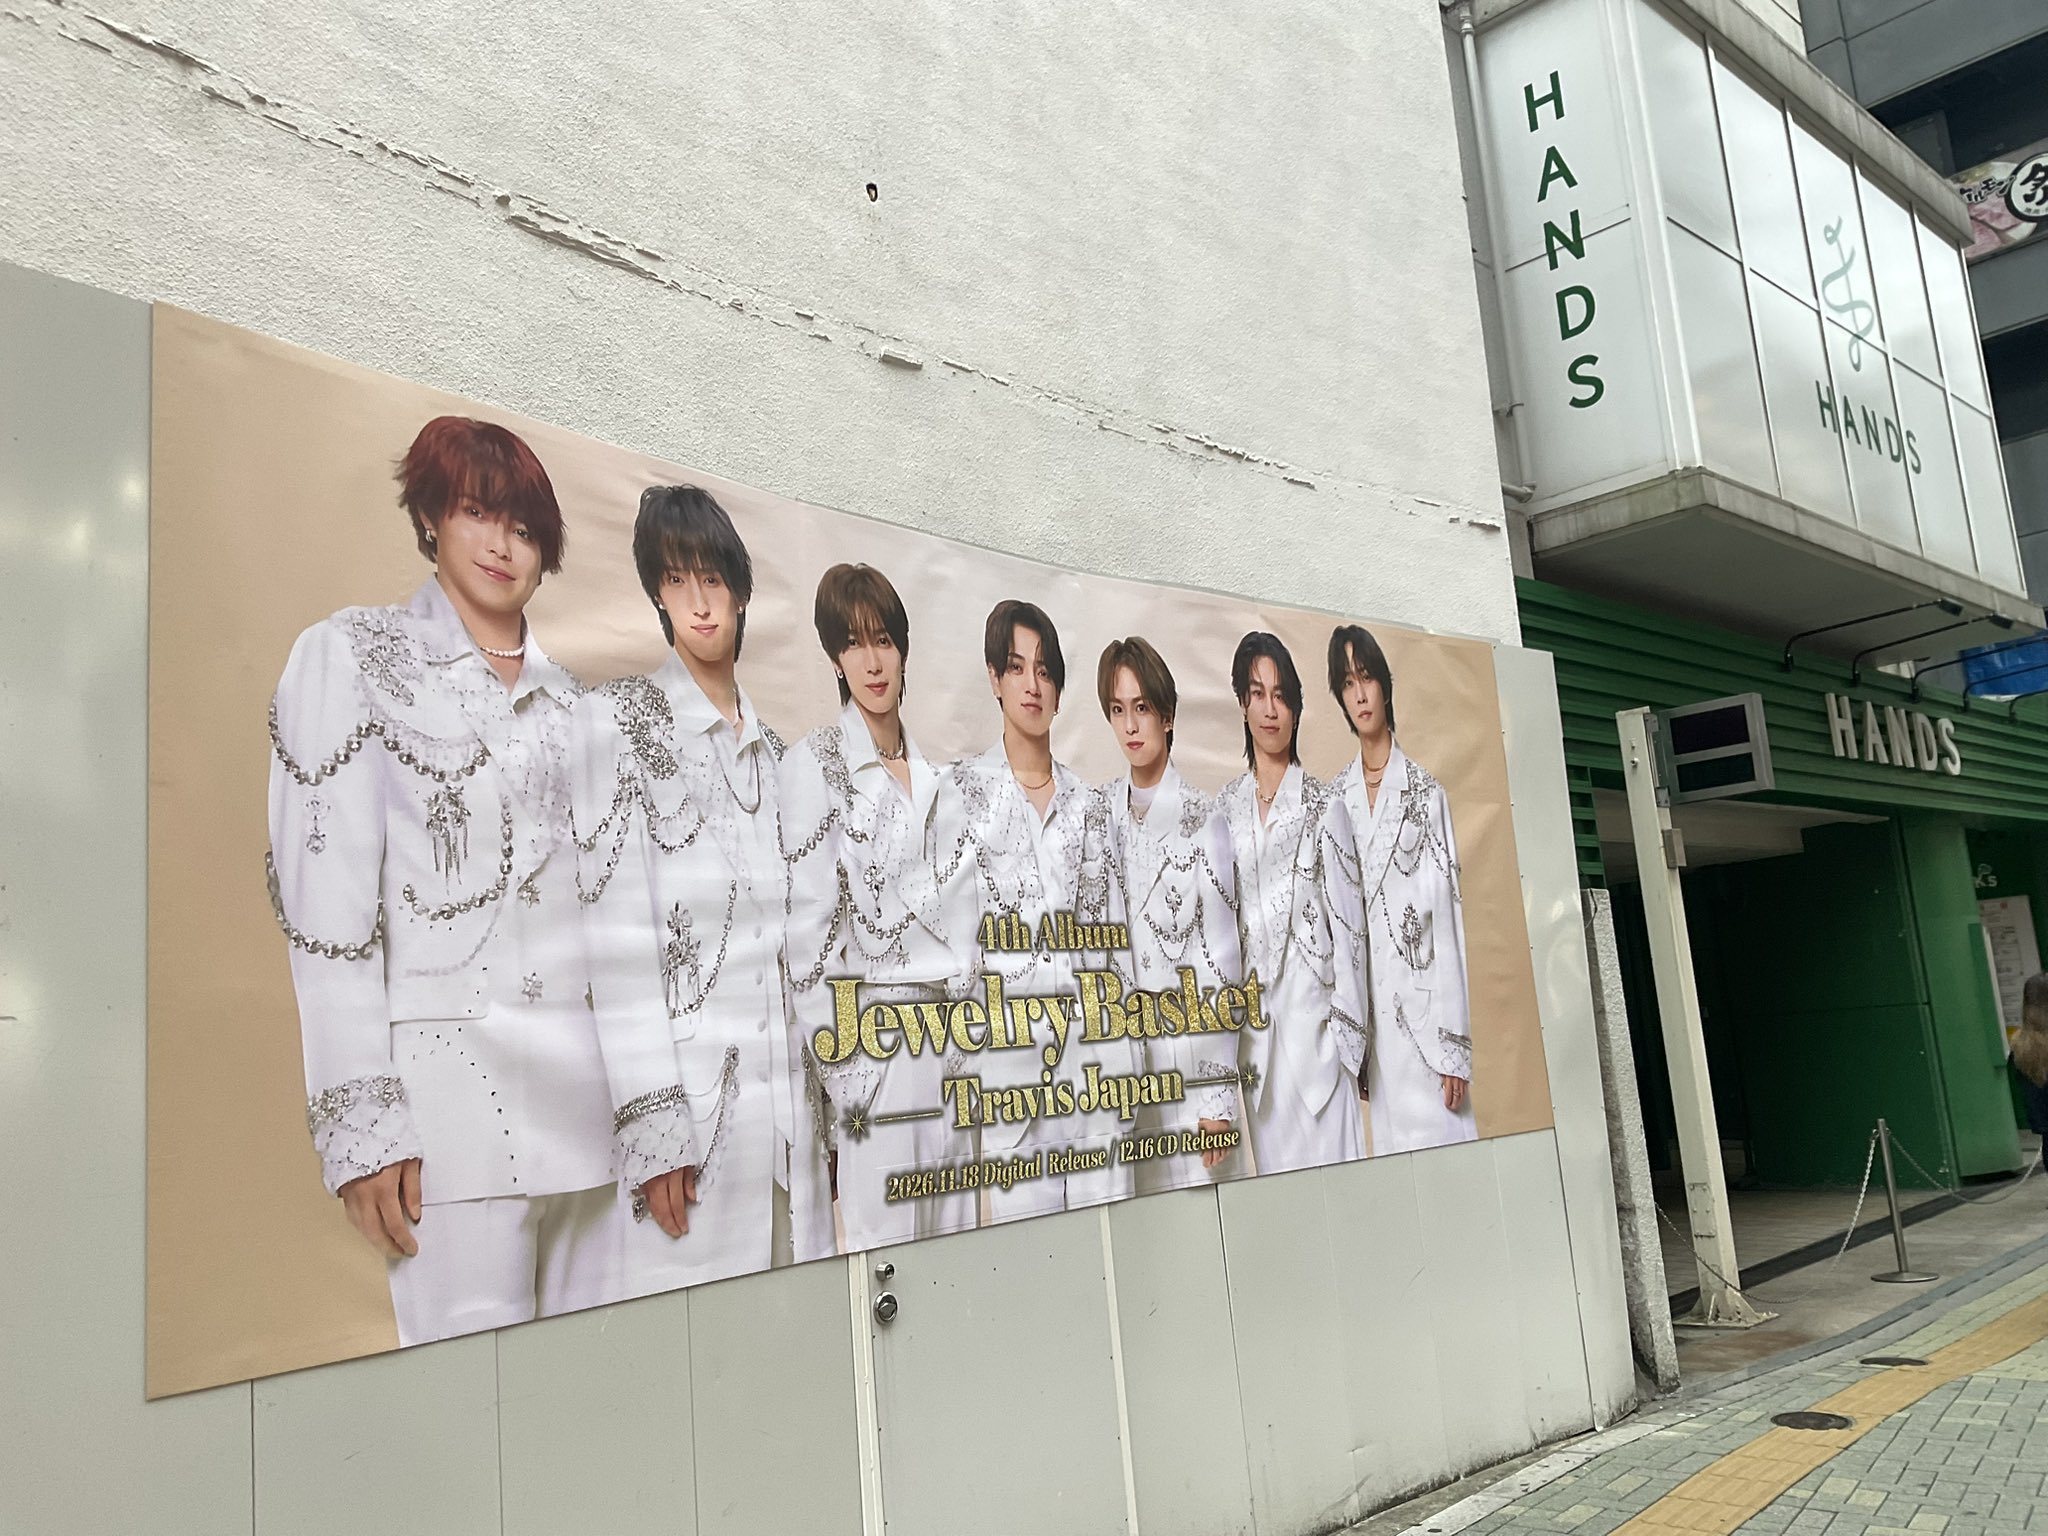 4th Album
Jewelry Basket
Travis Japan
2026.11.18 Digital Release / 12.16 CD Release
HANDS
HANDS
HANDS